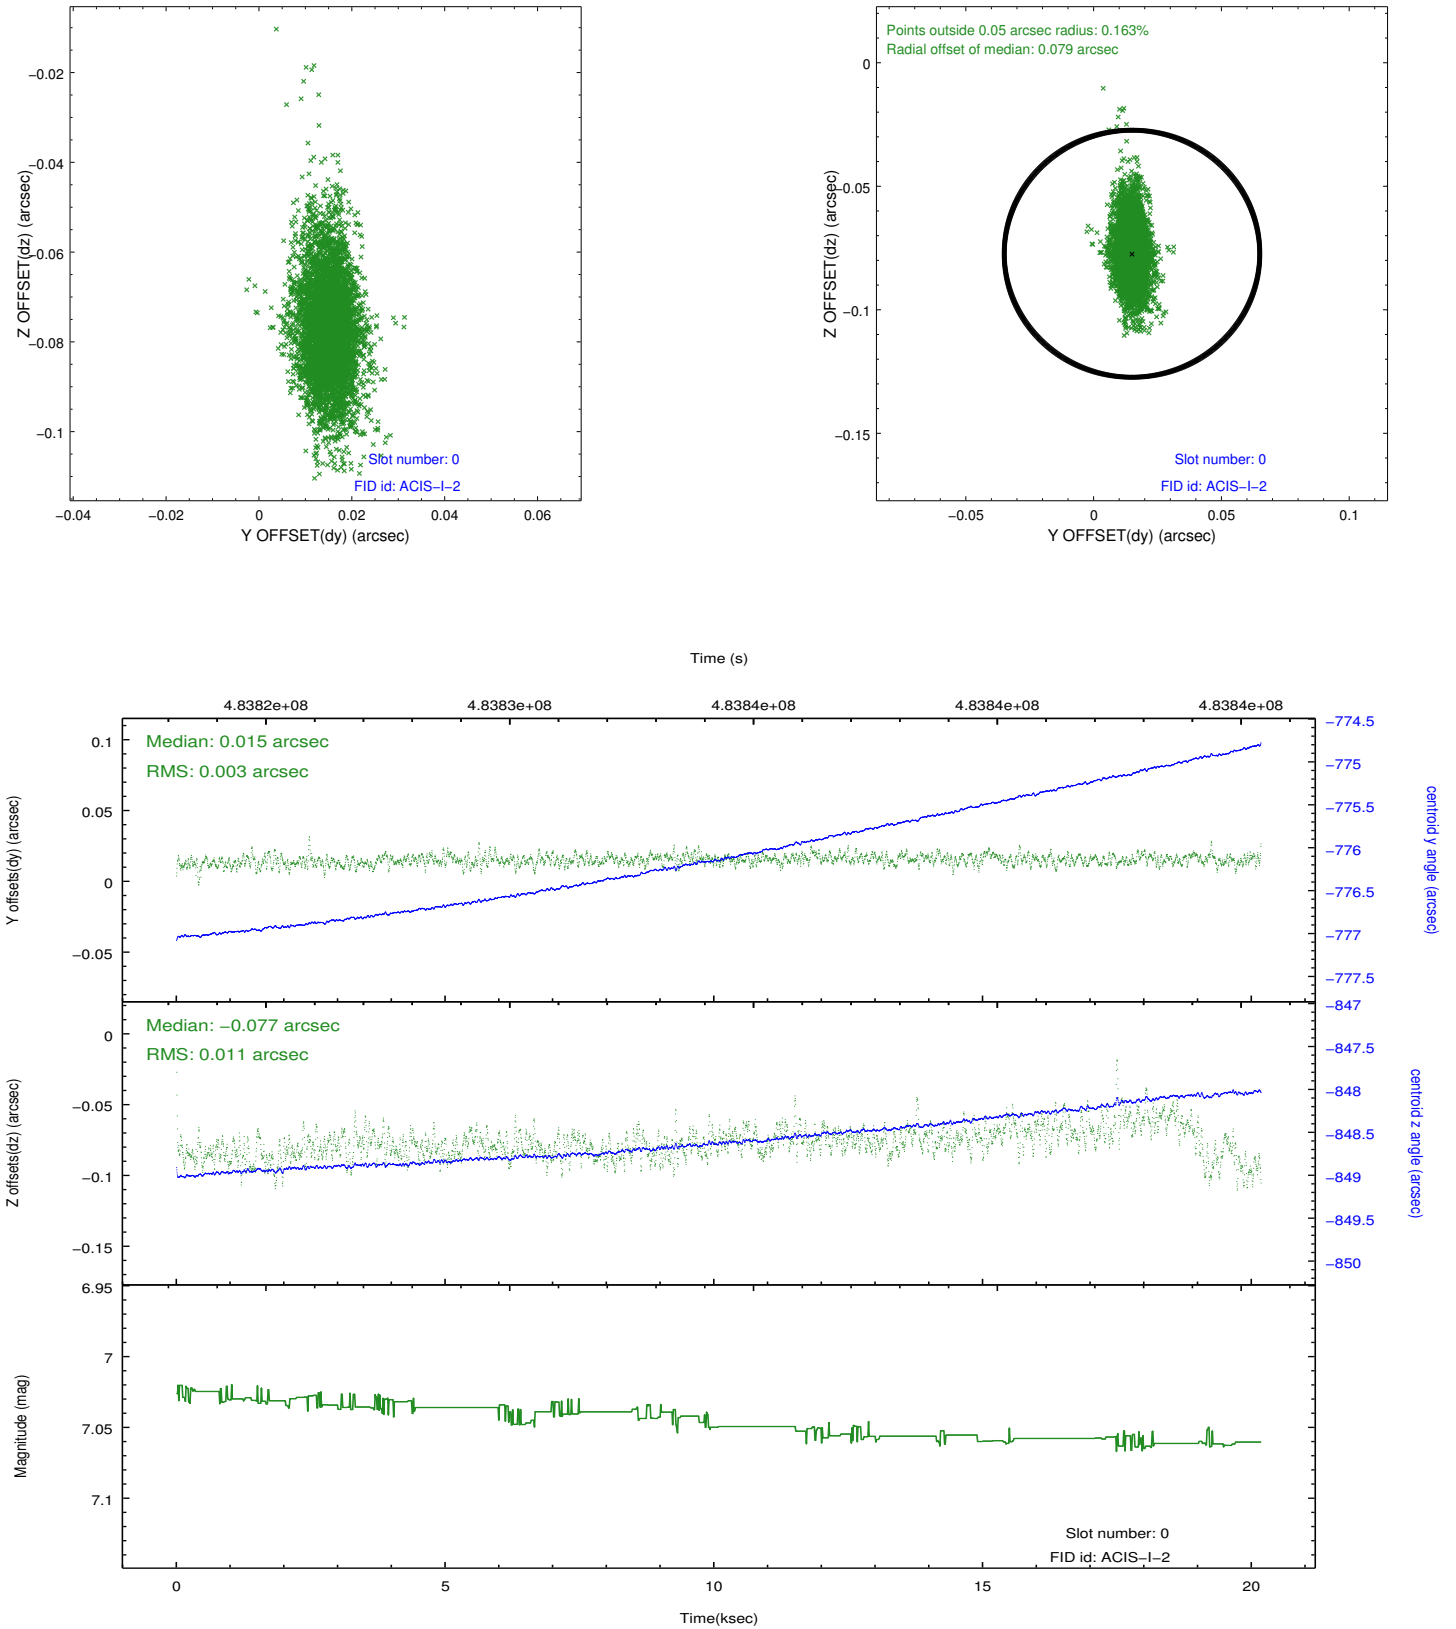 Z OFFSET(dz) (arcsec)
−0.02
−0.04
−0.06
−0.08
−0.1
Slot number: 0
FID id: ACIS−I−2
−0.04
−0.02
0
0.02
0.04
0.06
Y OFFSET(dy) (arcsec)
Points outside 0.05 arcsec radius: 0.163%
Radial offset of median: 0.079 arcsec
Z OFFSET(dz) (arcsec)
0
−0.05
−0.1
−0.15
Slot number: 0
FID id: ACIS−I−2
−0.05
0
0.05
0.1
Y OFFSET(dy) (arcsec)
Time (s)
4.8382e+08
4.8383e+08
4.8384e+08
4.8384e+08
4.8384e+08
Y offsets(dy) (arcsec)
0.1
0.05
0
−0.05
Median: 0.015 arcsec
RMS: 0.003 arcsec
−774.5
−775
−775.5
−776
−776.5
−777
−777.5
centroid y angle (arcsec)
Z offsets(dz) (arcsec)
0
−0.05
−0.1
−0.15
Median: −0.077 arcsec
RMS: 0.011 arcsec
−847
−847.5
−848
−848.5
−849
−849.5
−850
centroid z angle (arcsec)
Magnitude (mag)
6.95
7
7.05
7.1
Slot number: 0
FID id: ACIS−I−2
0
5
10
15
20
Time(ksec)